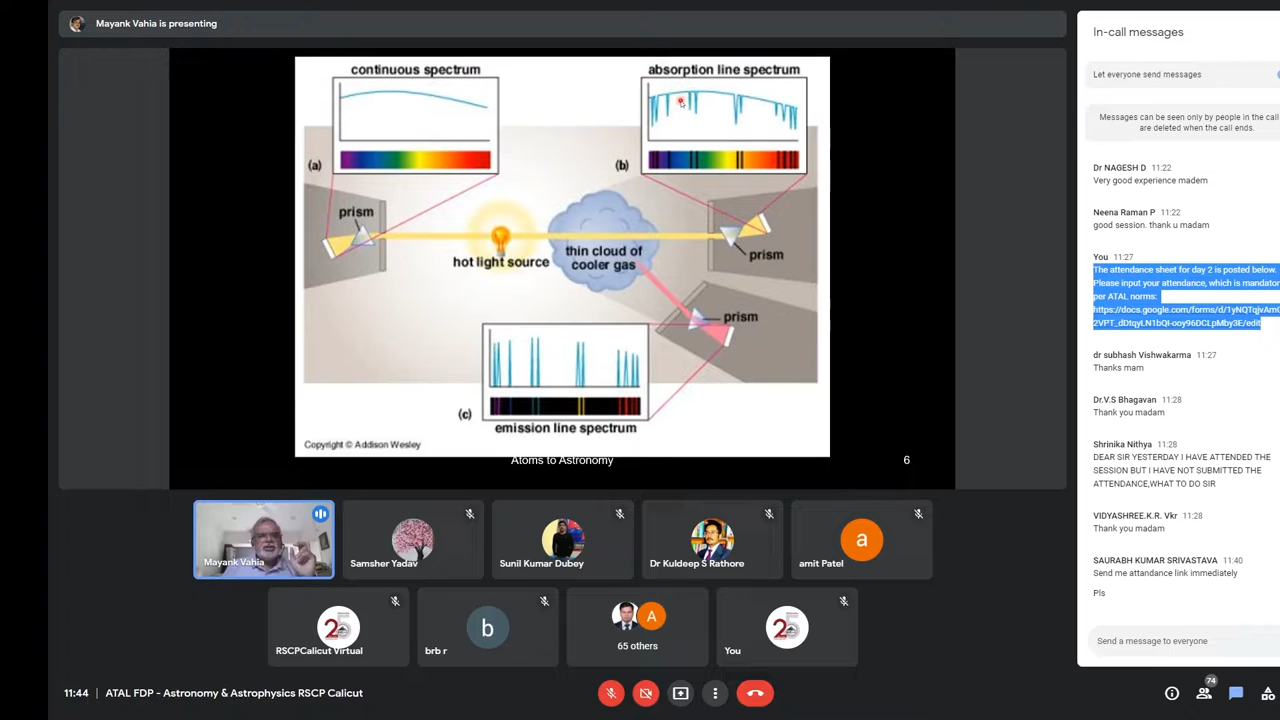 Mayank Vahia is presenting
continuous spectrum
absorption line spectrum
(a)
(b)
prism
hot light source
thin cloud of
cooler gas
prism
prism
(c)
emission line spectrum
Copyright © Addison Wesley
Atoms to Astronomy
6
Mayank Vahia
Samsher Yadav
Sunil Kumar Dubey
Dr Kuldeep S Rathore
a
amit Patel
25
RSCPCalicut Virtual
b
brb r
A
65 others
25
You
11:44 | ATAL FDP - Astronomy & Astrophysics RSCP Calicut
74
In-call messages
Let everyone send messages
Messages can be seen only by people in the call
are deleted when the call ends.
Dr NAGESH D 11:22
Very good experience madem
Neena Raman P 11:22
good session. thank u madam
You 11:27
The attendance sheet for day 2 is posted below.
Please input your attendance, which is mandator
per ATAL norms:
dr subhash Vishwakarma 11:27
Thanks mam
Dr.V.S Bhagavan 11:28
Thank you madam
Shrinika Nithya 11:28
DEAR SIR YESTERDAY I HAVE ATTENDED THE
SESSION BUT I HAVE NOT SUBMITTED THE
ATTENDANCE,WHAT TO DO SIR
VIDYASHREE.K.R. Vkr 11:28
Thank you madam
SAURABH KUMAR SRIVASTAVA 11:40
Send me attandance link immediately
Pls
Send a message to everyone